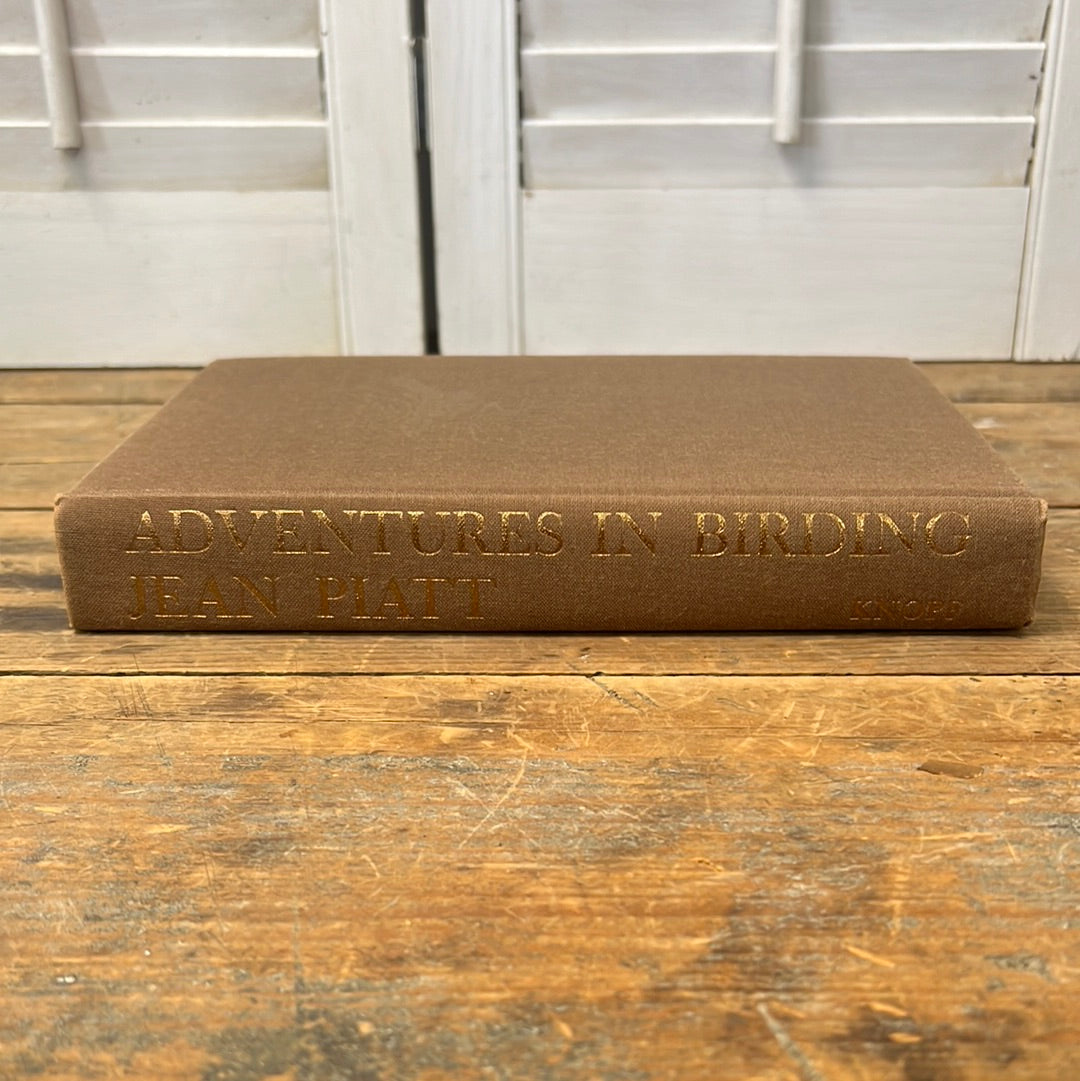 ADVENTURES IN BIRDING
JEAN PIATT
KNOPF